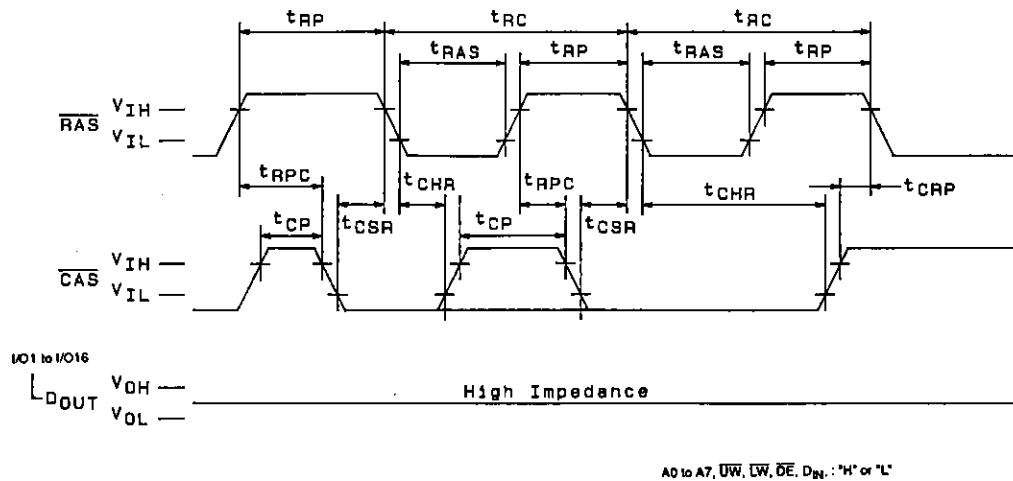 tRP tRC tRC
tRAS tRP tRAS tRP
RAS VIH
VIL
tRPC tCHR tRPC tCHR tCRP
tCP tCSR tCP tCSR
CAS VIH
VIL
I/O1 to I/O16
DOUT VOH High Impedance
VOL
A0 to A7, UW, LW, OE, DIN. : "H" or "L"